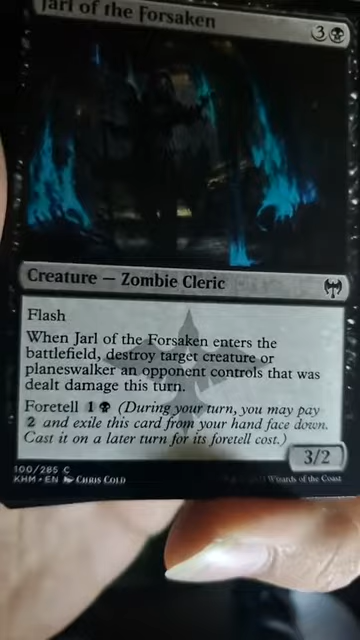 Jarl of the Forsaken
3
Creature — Zombie Cleric
Flash
When Jarl of the Forsaken enters the
battlefield, destroy target creature or
planeswalker an opponent controls that was
dealt damage this turn.
Foretell 1 (During your turn, you may pay
2 and exile this card from your hand face down.
Cast it on a later turn for its foretell cost.)
3/2
100/285 C
KHM • EN Chris Cold
Wizards of the Coast